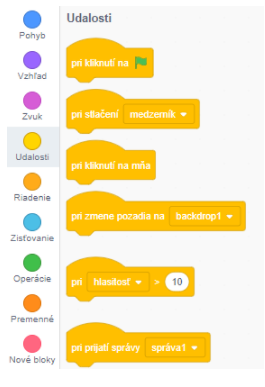 Pohyb
Vzhľad
Zvuk
Udalosti
Riadenie
Zisťovanie
Operácie
Premenné
Nové bloky
Udalosti
pri kliknutí na
pri stlačení medzerník
pri kliknutí na mňa
pri zmene pozadia na backdrop1
pri hlasitosť > 10
pri prijatí správy správa1